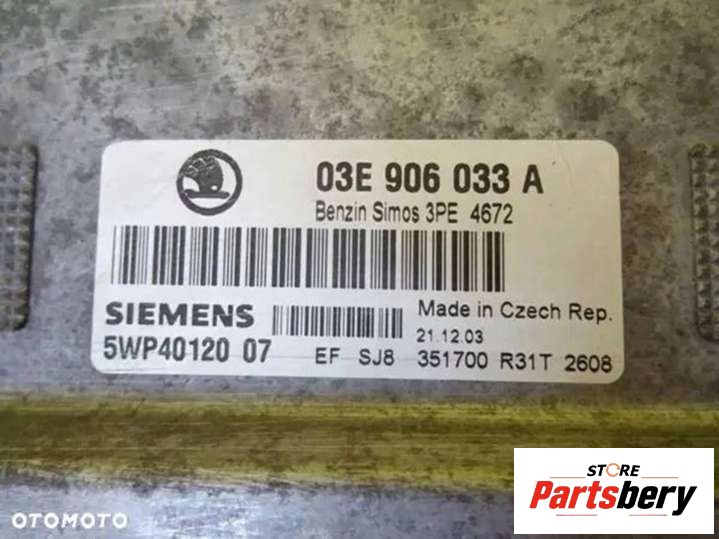 03E 906 033 A
Benzin Simos 3PE 4672
SIEMENS
Made in Czech Rep.
21.12.03
5WP40120 07
EF SJ8
351700 R31T 2608
STORE
Partsbery
OTOMOTO